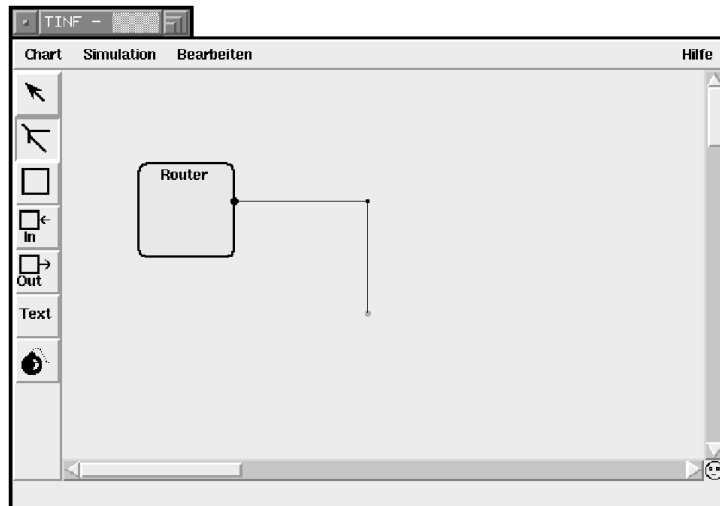 TINF -
Chart Simulation Bearbeiten Hilfe
Router
In
Out
Text